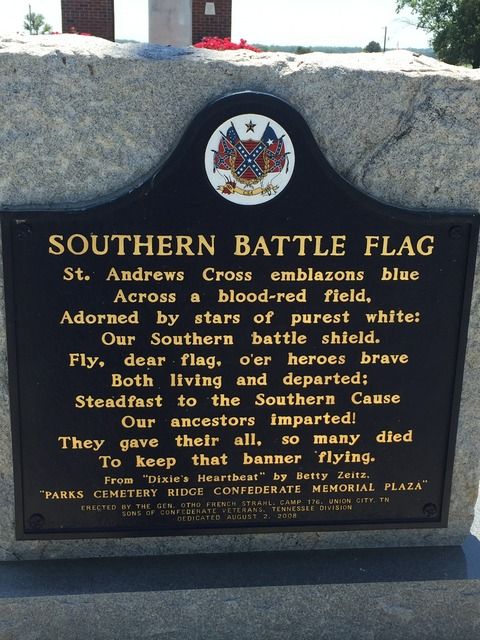 SOUTHERN BATTLE FLAG
St. Andrews Cross emblazons blue
Across a blood-red field,
Adorned by stars of purest white:
Our Southern battle shield.
Fly, dear flag, o'er heroes brave
Both living and departed;
Steadfast to the Southern Cause
Our ancestors imparted!
They gave their all, so many died
To keep that banner flying.
From "Dixie's Heartbeat" by Betty Zeitz.
"PARKS CEMETERY RIDGE CONFEDERATE MEMORIAL PLAZA"
ERECTED BY THE GEN. OTHO FRENCH STRAHL, CAMP 176, UNION CITY, TN
SONS OF CONFEDERATE VETERANS, TENNESSEE DIVISION
DEDICATED AUGUST 2, 2008